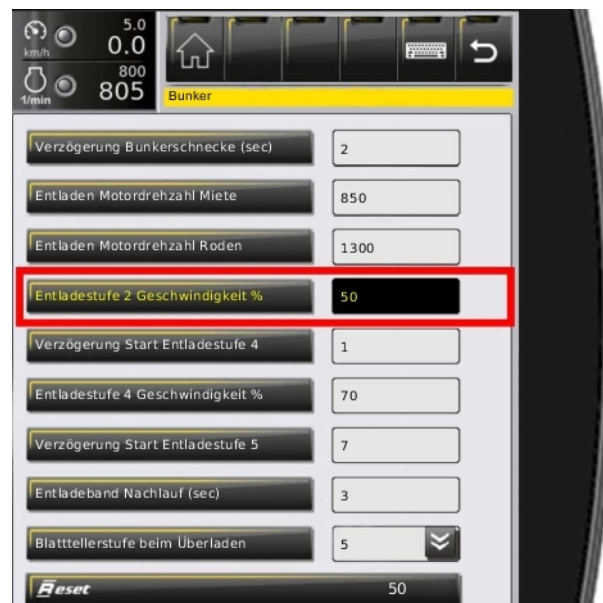 5.0
km/h 0.0
800
1/min 805
Bunker
Verzögerung Bunkerschnecke (sec) 2
Entladen Motordrehzahl Miete 850
Entladen Motordrehzahl Roden 1300
Entladestufe 2 Geschwindigkeit % 50
Verzögerung Start Entladestufe 4 1
Entladestufe 4 Geschwindigkeit % 70
Verzögerung Start Entladestufe 5 7
Entladeband Nachlauf (sec) 3
Blatttellerstufe beim Überladen 5
Reset 50